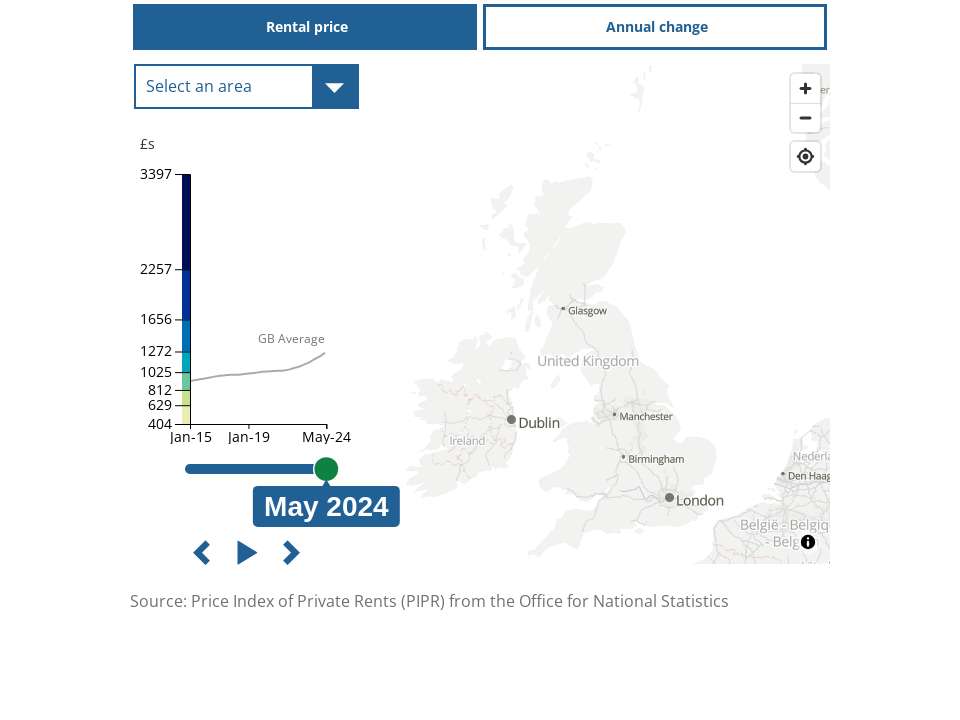 Rental price
Annual change
Select an area
£s
3397
2257
1656
1272
1025
812
629
404
GB Average
Jan-15
Jan-19
May-24
May 2024
Glasgow
United Kingdom
Manchester
Dublin
Ireland
Birmingham
London
Nederla
Den Haag
België - Belgiq
- Belg
er
Source: Price Index of Private Rents (PIPR) from the Office for National Statistics